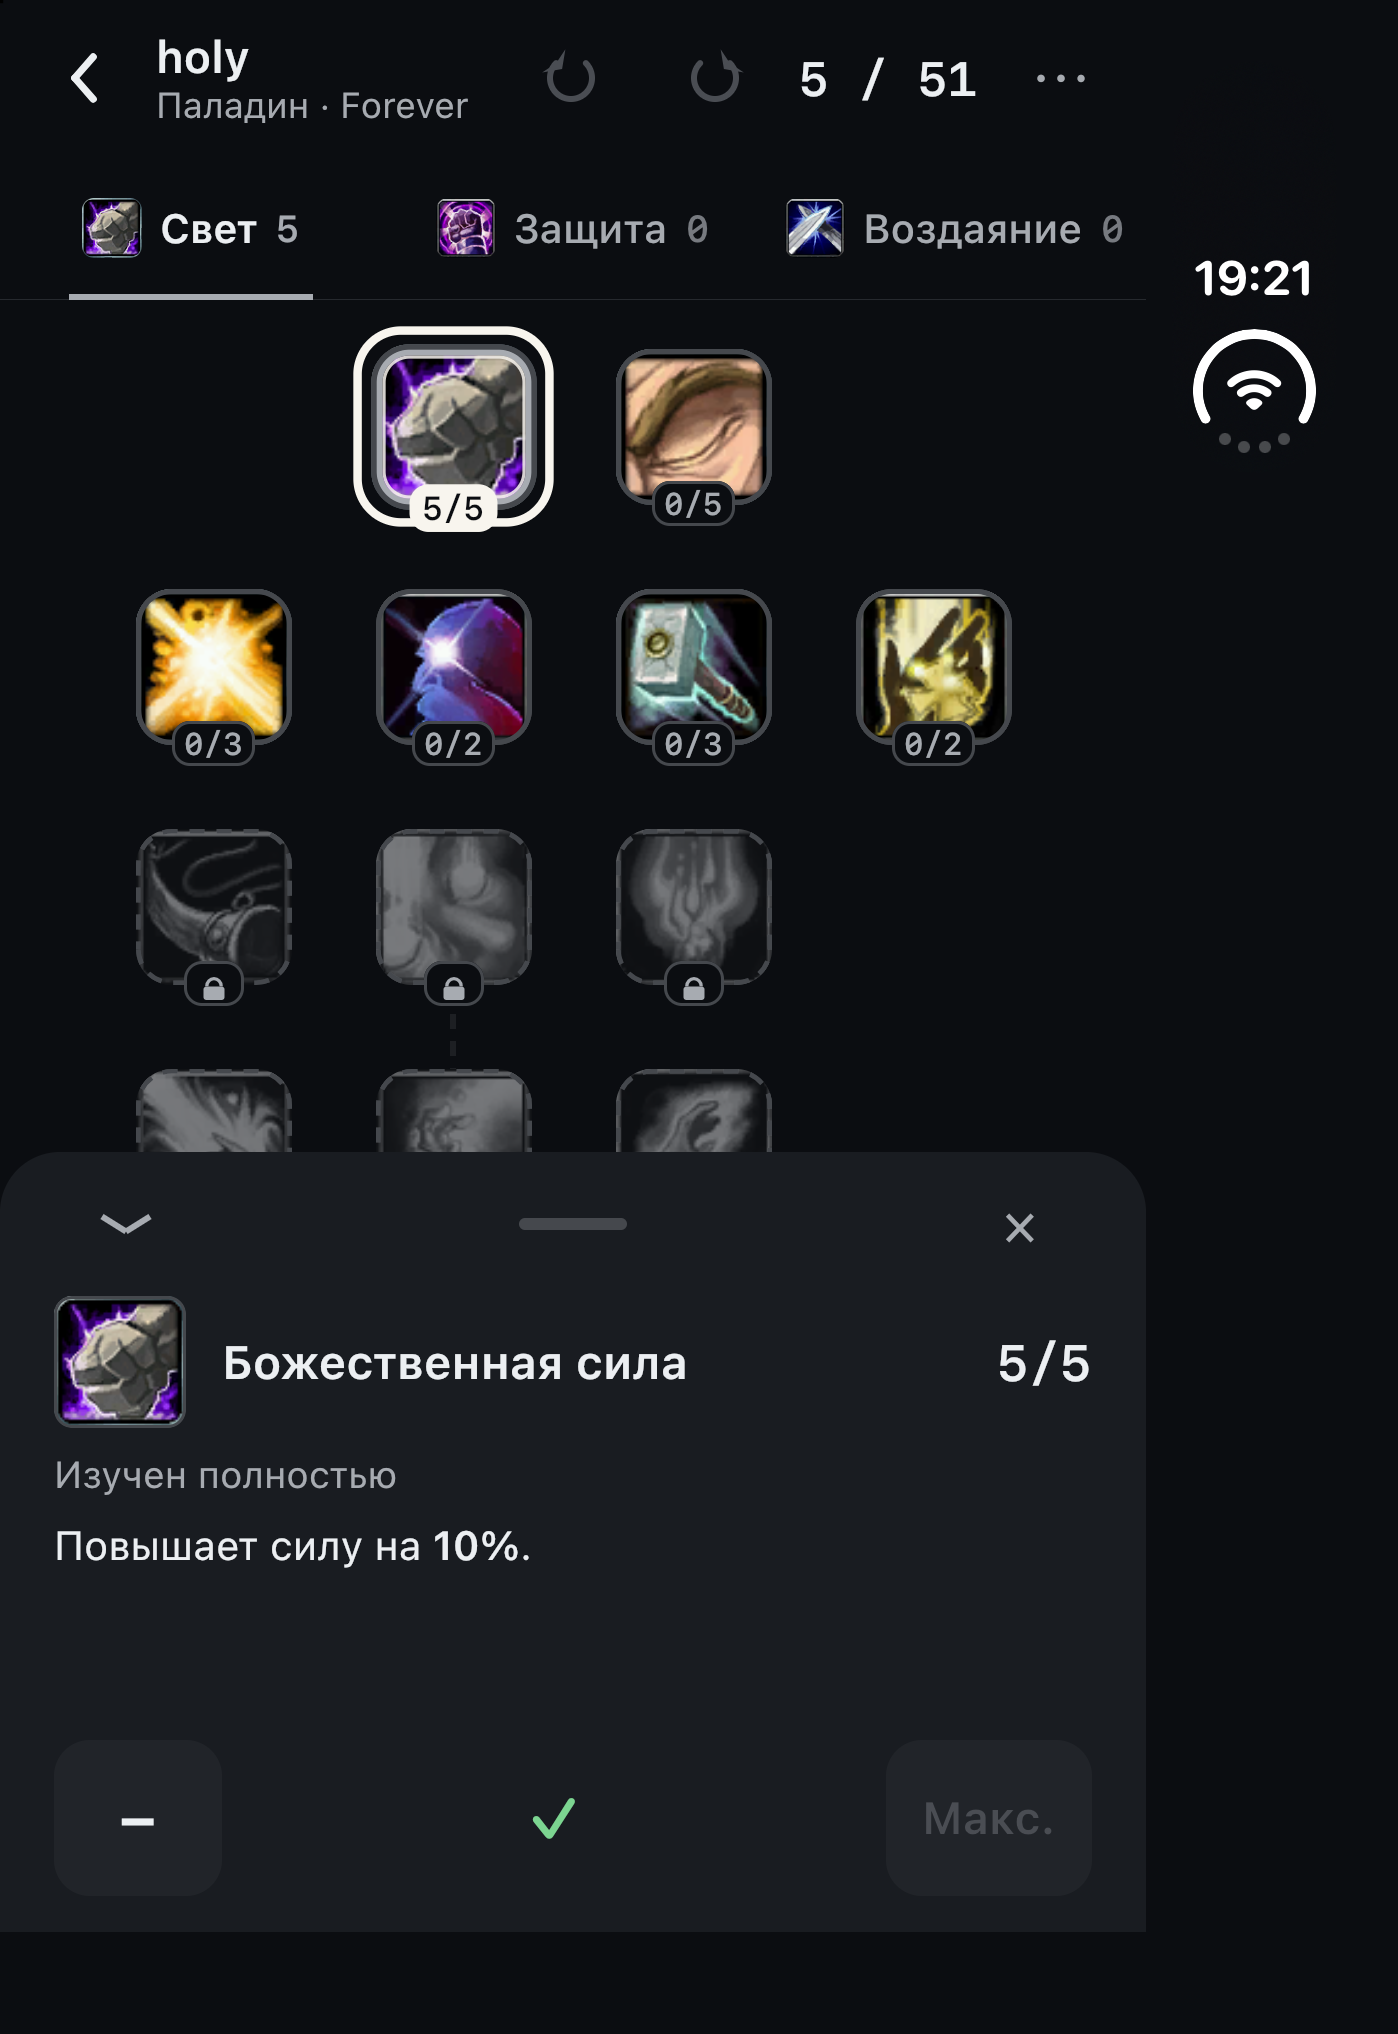 holy
Паладин · Forever
5 / 51
Свет 5
Защита 0
Воздаяние 0
19:21
5/5
0/5
0/3
0/2
0/3
0/2
Божественная сила
5/5
Изучен полностью
Повышает силу на 10%.
Макс.